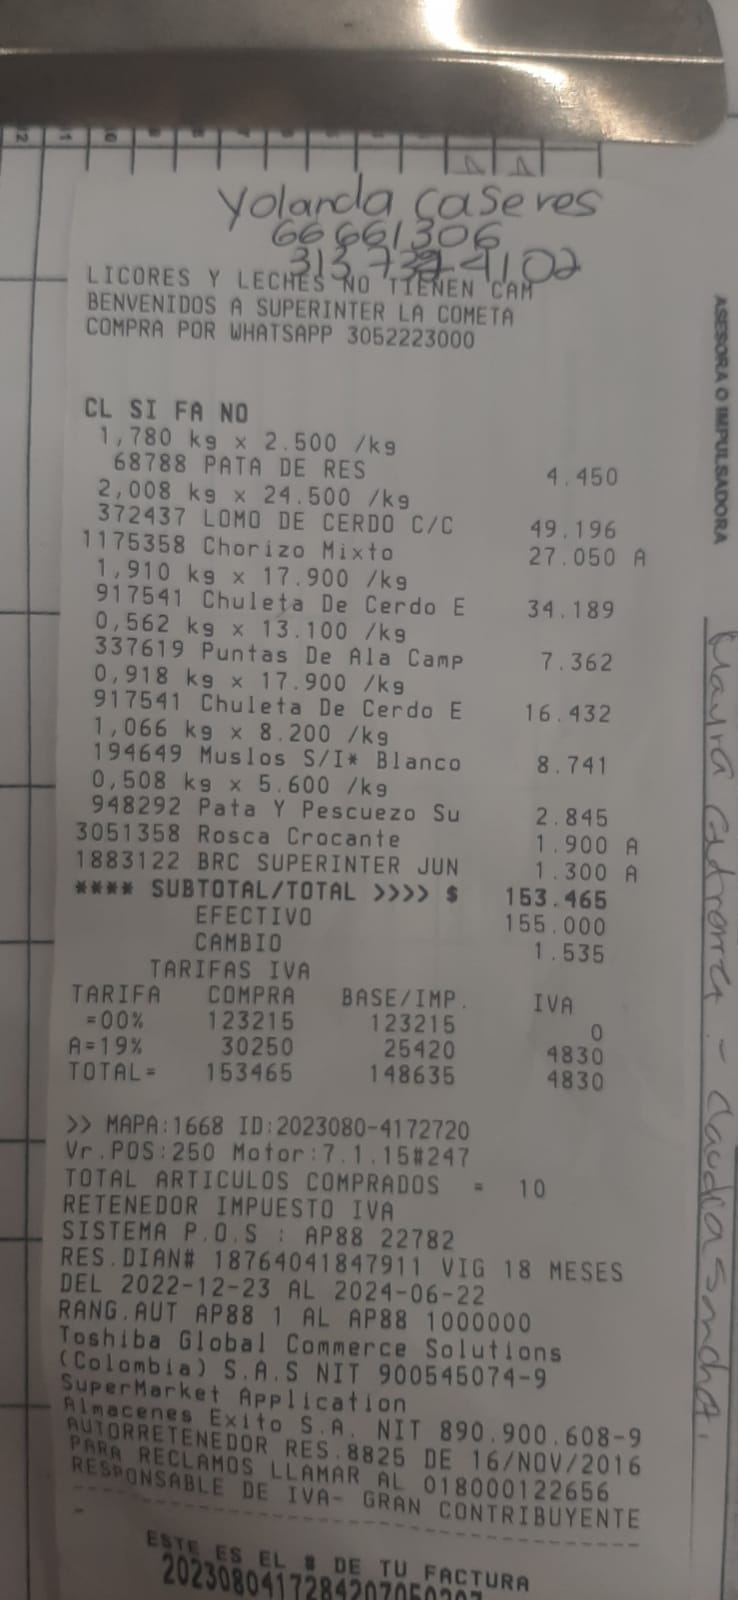 12 11 10
Yolanda Caseres
66661306
LICORES Y LECHES NO TIENEN CAM
BENVENIDOS A SUPERINTER LA COMETA
COMPRA POR WHATSAPP 3052223000
CL SI FA NO
1,780 kg x 2.500 /kg
68788 PATA DE RES 4.450
2,008 kg x 24.500 /kg
372437 LOMO DE CERDO C/C 49.196
1175358 Chorizo Mixto 27.050 A
1,910 kg x 17.900 /kg
917541 Chuleta De Cerdo E 34.189
0,562 kg x 13.100 /kg
337619 Puntas De Ala Camp 7.362
0,918 kg x 17.900 /kg
917541 Chuleta De Cerdo E 16.432
1,066 kg x 8.200 /kg
194649 Muslos S/I* Blanco 8.741
0,508 kg x 5.600 /kg
948292 Pata Y Pescuezo Su 2.845
3051358 Rosca Crocante 1.900 A
1883122 BRC SUPERINTER JUN 1.300 A
**** SUBTOTAL/TOTAL >>>> $ 153.465
EFECTIVO 155.000
CAMBIO 1.535
TARIFAS IVA
TARIFA COMPRA BASE/IMP. IVA
=00% 123215 123215 0
A=19% 30250 25420 4830
TOTAL= 153465 148635 4830
>> MAPA:1668 ID:2023080-4172720
Vr.POS:250 Motor:7.1.15#247
TOTAL ARTICULOS COMPRADOS = 10
RETENEDOR IMPUESTO IVA
SISTEMA P.O.S : AP88 22782
RES.DIAN# 18764041847911 VIG 18 MESES
DEL 2022-12-23 AL 2024-06-22
RANG.AUT AP88 1 AL AP88 1000000
Toshiba Global Commerce Solutions
(Colombia) S.A.S NIT 900545074-9
SuperMarket Application
Almacenes Exito S.A. NIT 890.900.608-9
AUTORRETENEDOR RES.8825 DE 16/NOV/2016
PARA RECLAMOS LLAMAR AL 018000122656
RESPONSABLE DE IVA- GRAN CONTRIBUYENTE
ESTE ES EL # DE TU FACTURA
ASESORA O IMPULSADORA
Claudia